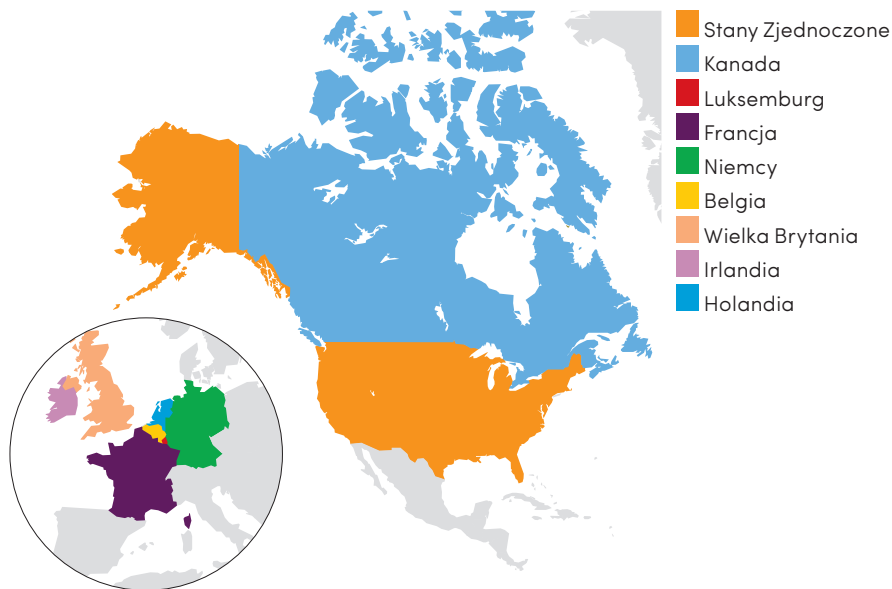 Stany Zjednoczone
Kanada
Luksemburg
Francja
Niemcy
Belgia
Wielka Brytania
Irlandia
Holandia